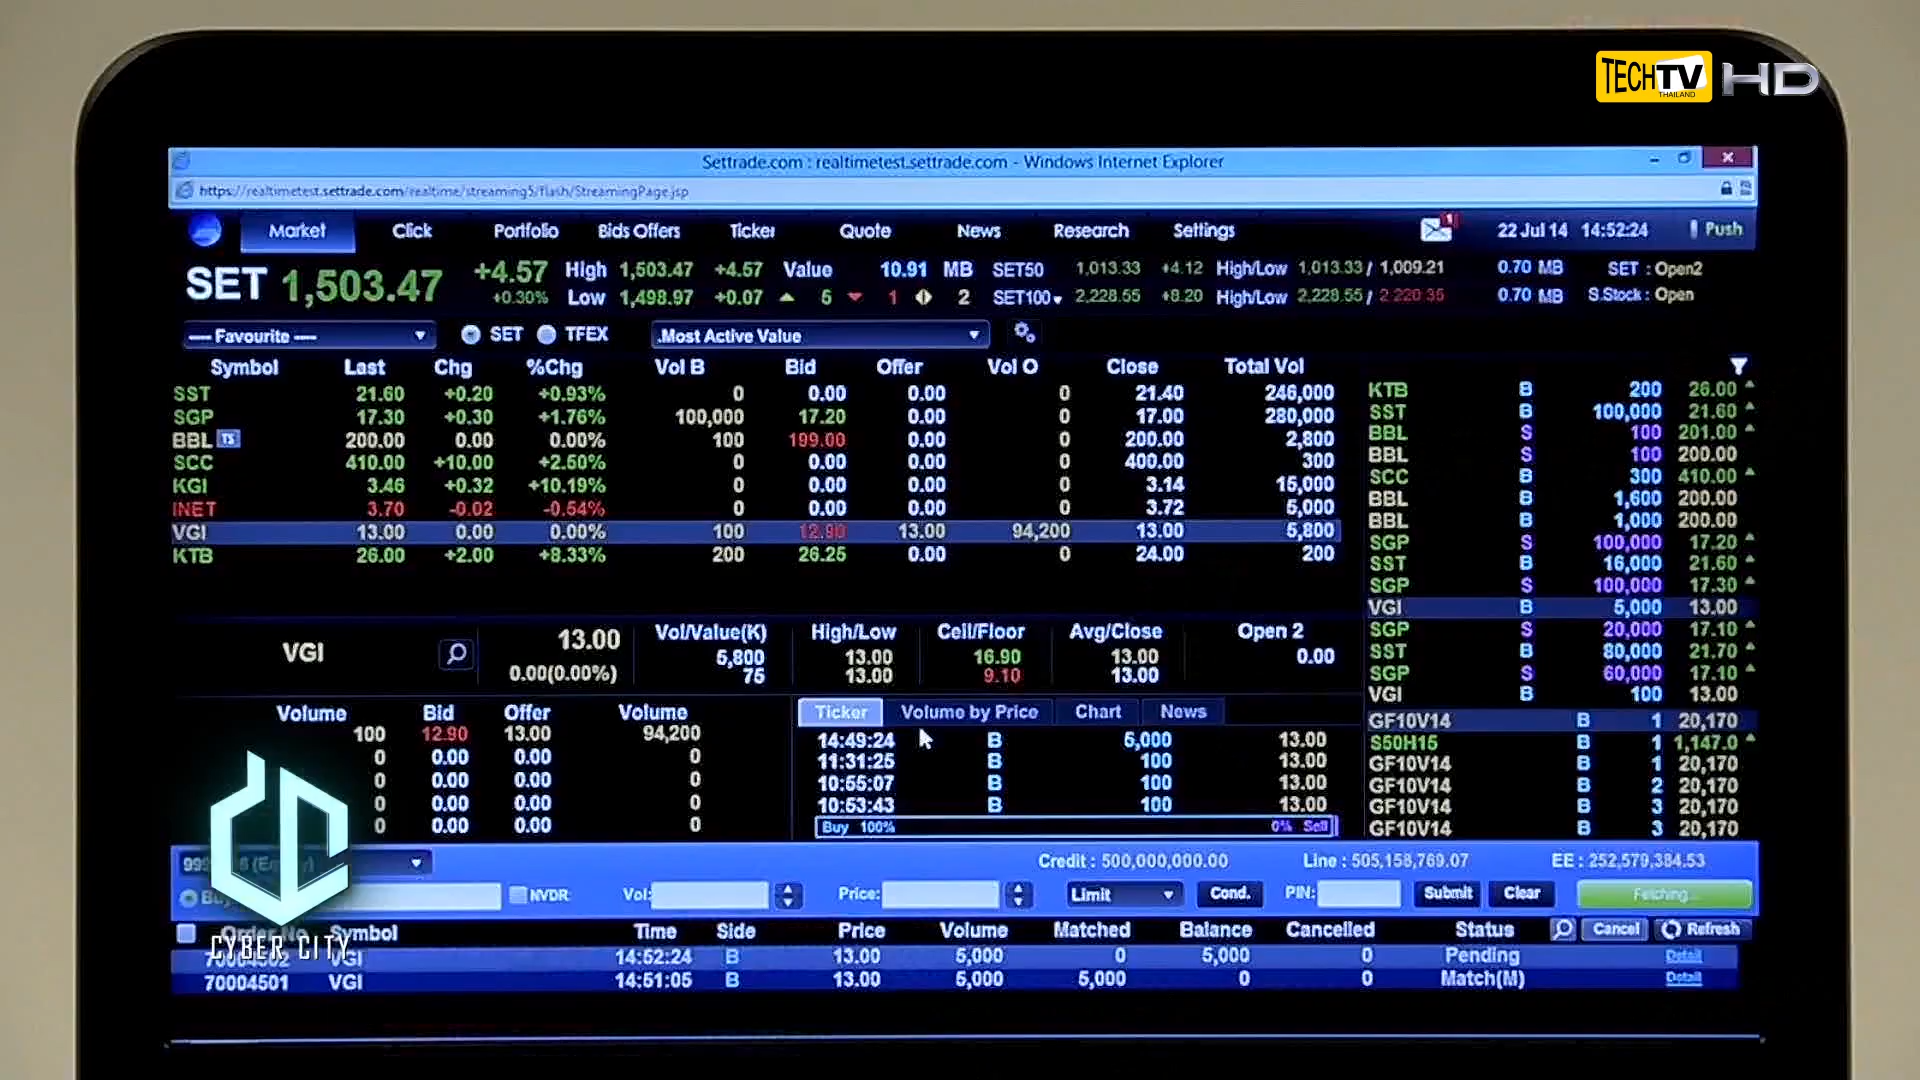 TECHTV HD
THAILAND
Settrade.com : realtimetest.settrade.com - Windows Internet Explorer
https://realtimetest.settrade.com/realtime/streaming5/flash/StreamingPage.jsp
Market Click Portfolio Bids Offers Ticker Quote News Research Settings 1 22 Jul 14 14:52:24 Push
SET 1,503.47 +4.57 High 1,503.47 +4.57 Value 10.91 MB SET50 1,013.33 +4.12 High/Low 1,013.33 / 1,009.21 0.70 MB SET : Open2
+0.30% Low 1,498.97 +0.07 5 1 2 SET100 2,228.55 +8.20 High/Low 2,228.55 / 2,220.35 0.70 MB S.Stock : Open
---- Favourite ---- SET TFEX .Most Active Value
Symbol Last Chg %Chg Vol B Bid Offer Vol O Close Total Vol
SST 21.60 +0.20 +0.93% 0 0.00 0.00 0 21.40 246,000
SGP 17.30 +0.30 +1.76% 100,000 17.20 0.00 0 17.00 280,000
BBL TS 200.00 0.00 0.00% 100 199.00 0.00 0 200.00 2,800
SCC 410.00 +10.00 +2.50% 0 0.00 0.00 0 400.00 300
KGI 3.46 +0.32 +10.19% 0 0.00 0.00 0 3.14 15,000
INET 3.70 -0.02 -0.54% 0 0.00 0.00 0 3.72 5,000
VGI 13.00 0.00 0.00% 100 12.90 13.00 94,200 13.00 5,800
KTB 26.00 +2.00 +8.33% 200 26.25 0.00 0 24.00 200
KTB B 200 26.00
SST B 100,000 21.60
BBL S 100 201.00
BBL S 100 200.00
SCC B 300 410.00
BBL B 1,600 200.00
BBL B 1,000 200.00
SGP S 100,000 17.20
SST B 16,000 21.60
SGP S 100,000 17.30
VGI B 5,000 13.00
SGP S 20,000 17.10
SST B 80,000 21.70
SGP S 60,000 17.10
VGI B 100 13.00
GF10V14 B 1 20,170
S50H15 B 1 1,147.0
GF10V14 B 1 20,170
GF10V14 B 2 20,170
GF10V14 B 3 20,170
GF10V14 B 3 20,170
VGI 13.00 Vol/Value(K) High/Low Ceil/Floor Avg/Close Open 2
5,800 13.00 16.90 13.00 0.00
0.00(0.00%) 75 13.00 9.10 13.00
Volume Bid Offer Volume
100 12.90 13.00 94,200
0 0.00 0.00 0
0 0.00 0.00 0
0 0.00 0.00 0
0 0.00 0.00 0
Ticker Volume by Price Chart News
14:49:24 B 5,000 13.00
11:31:25 B 100 13.00
10:55:07 B 100 13.00
10:53:43 B 100 13.00
Buy 100% 0% Sell
Credit : 500,000,000.00 Line : 505,158,769.07 EE : 252,579,384.53
NVDR Vol: Price: Limit Cond. PIN: Submit Clear Fetching...
Order No Symbol Time Side Price Volume Matched Balance Cancelled Status Cancel Refresh
70004502 VGI 14:52:24 B 13.00 5,000 0 5,000 0 Pending Detail
70004501 VGI 14:51:05 B 13.00 5,000 5,000 0 0 Match(M) Detail
CYBER CITY